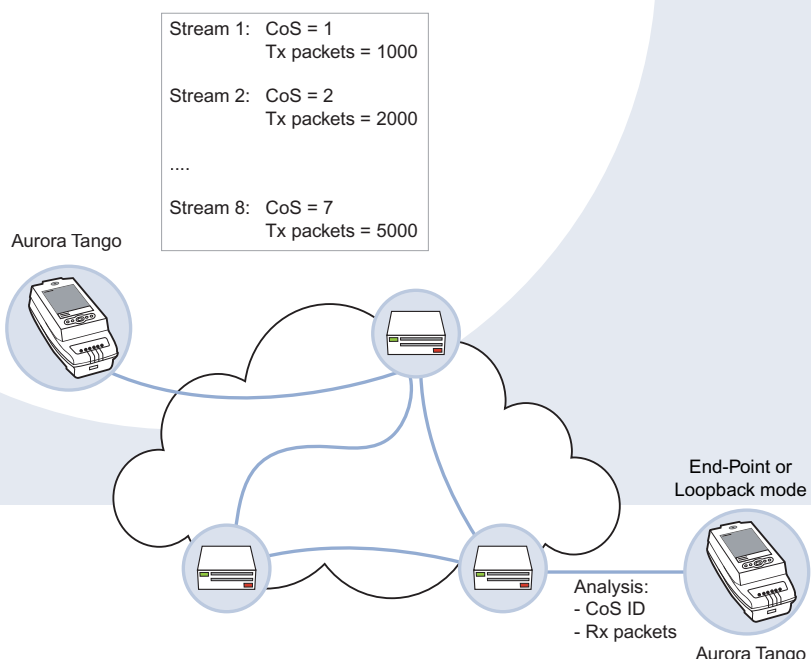 Stream 1: CoS = 1
Tx packets = 1000
Stream 2: CoS = 2
Tx packets = 2000
....
Stream 8: CoS = 7
Tx packets = 5000
Aurora Tango
End-Point or
Loopback mode
Analysis:
- CoS ID
- Rx packets
Aurora Tango